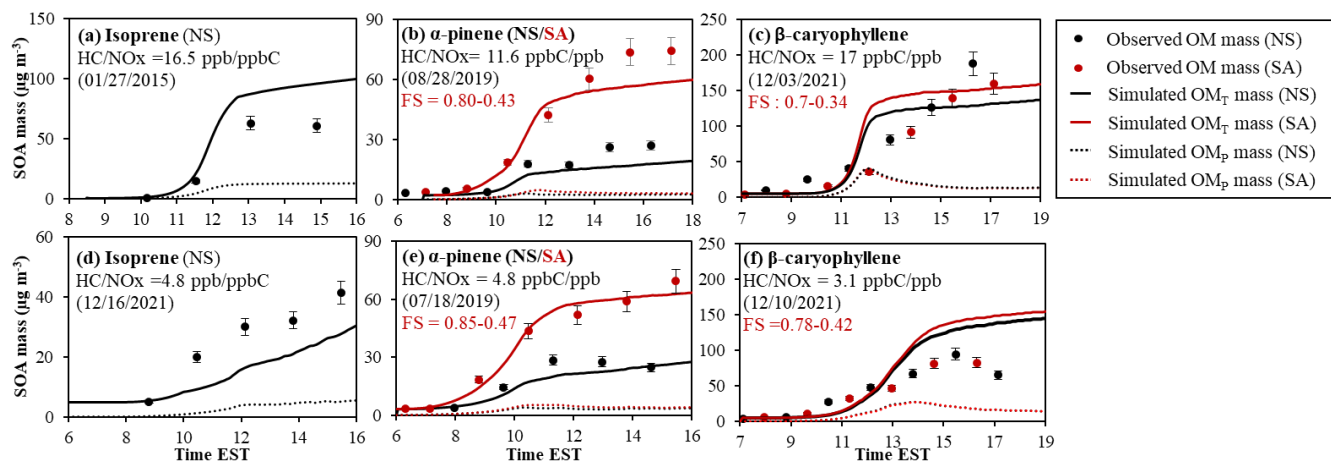 SOA mass (µg m⁻³)
150
100
50
0
(a) Isoprene (NS)
HC/NOx =16.5 ppb/ppbC
(01/27/2015)
8 9 10 11 12 13 14 15 16
90
60
30
0
(b) α-pinene (NS/SA)
HC/NOx= 11.6 ppbC/ppb
(08/28/2019)
FS = 0.80-0.43
6 8 10 12 14 16 18
250
200
150
100
50
0
(c) β-caryophyllene
HC/NOx = 17 ppbC/ppb
(12/03/2021)
FS : 0.7-0.34
7 9 11 13 15 17 19
Observed OM mass (NS)
Observed OM mass (SA)
Simulated OM_T mass (NS)
Simulated OM_T mass (SA)
Simulated OM_P mass (NS)
Simulated OM_P mass (SA)
SOA mass (µg m⁻³)
60
40
20
0
(d) Isoprene (NS)
HC/NOx =4.8 ppb/ppbC
(12/16/2021)
6 8 10 12 14 16
Time EST
90
60
30
0
(e) α-pinene (NS/SA)
HC/NOx = 4.8 ppbC/ppb
(07/18/2019)
FS = 0.85-0.47
6 8 10 12 14 16
Time EST
250
200
150
100
50
0
(f) β-caryophyllene
HC/NOx = 3.1 ppbC/ppb
(12/10/2021)
FS =0.78-0.42
7 9 11 13 15 17 19
Time EST